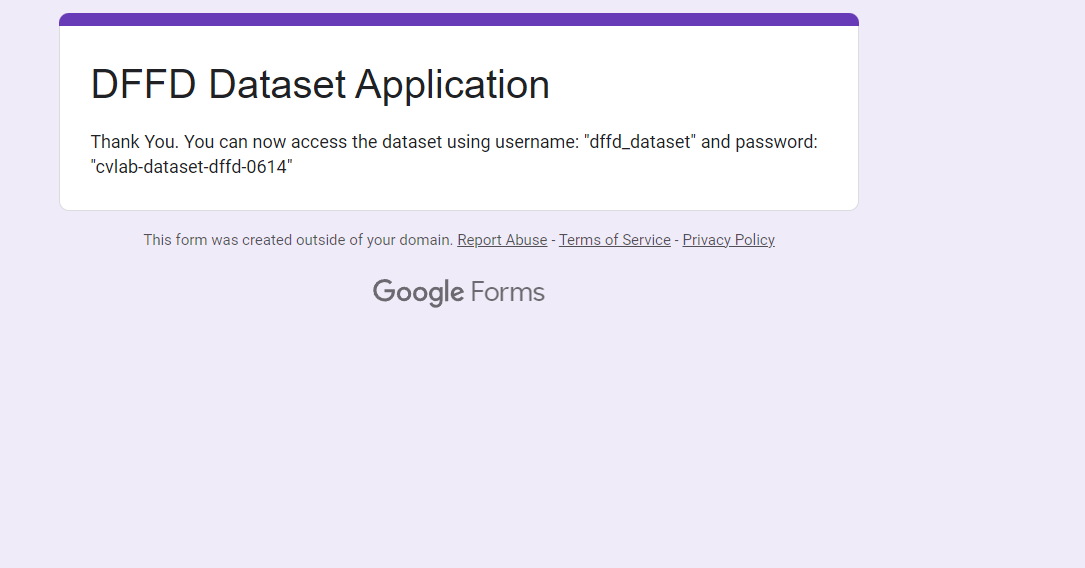 DFFD Dataset Application
Thank You. You can now access the dataset using username: "dffd_dataset" and password:
"cvlab-dataset-dffd-0614"
This form was created outside of your domain. Report Abuse - Terms of Service - Privacy Policy
Google Forms